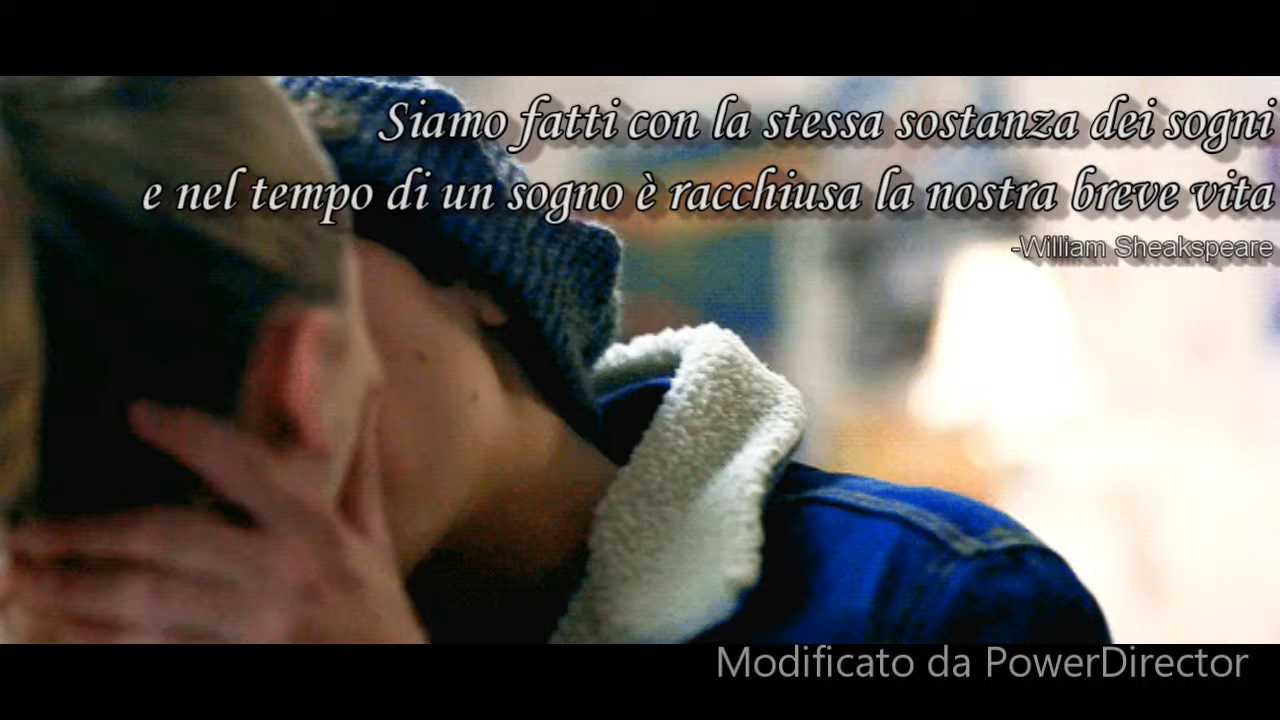 Siamo fatti con la stessa sostanza dei sogni
e nel tempo di un sogno è racchiusa la nostra breve vita
-William Sheakspeare
Modificato da PowerDirector